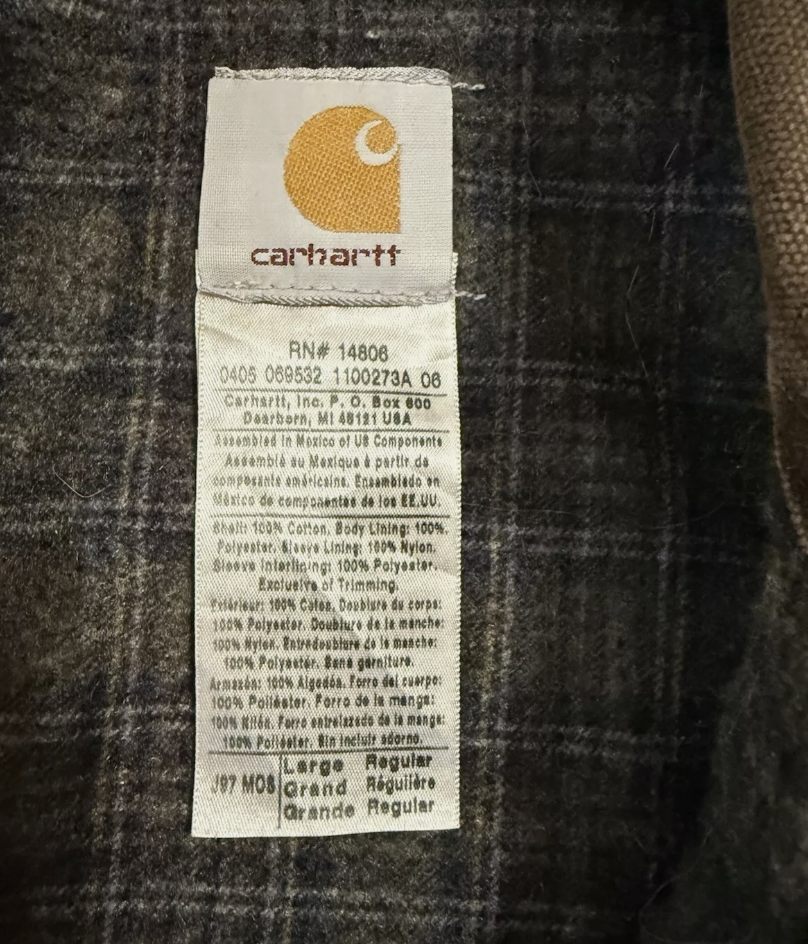 carhartt
RN# 14806
0405 069532 1100273A 06
Carhartt, Inc. P. O. Box 600
Dearborn, MI 48121 USA
Assembled in Mexico of US Components
Assemblé au Mexique à partir de
composants américains. Ensamblado en
México de componentes de los EE.UU.
Shell: 100% Cotton. Body Lining: 100%
Polyester. Sleeve Lining: 100% Nylon.
Sleeve Interlining: 100% Polyester.
Exclusive of Trimming.
Extérieur: 100% Coton. Doublure du corps:
100% Polyester. Doublure de la manche:
100% Nylon. Entredoublure de la manche:
100% Polyester. Sans garniture.
Armazón: 100% Algodón. Forro del cuerpo:
100% Poliéster. Forro de la manga:
100% Nilón. Forro entrelazado de la manga:
100% Poliéster. Sin incluir adorno.
J97 MOS
Large Regular
Grand Régulière
Grande Regular